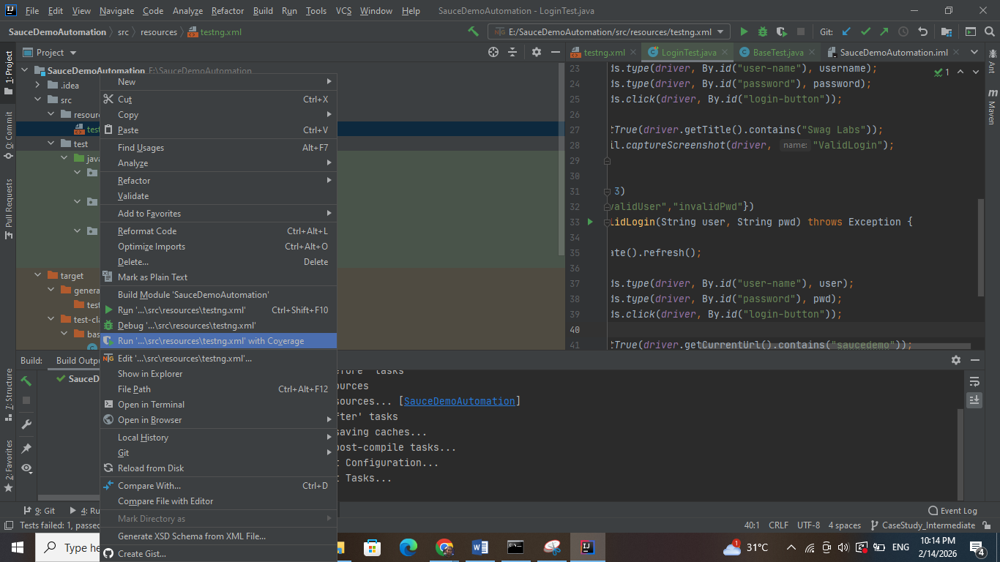 File Edit View Navigate Code Analyze Refactor Build Run Tools VCS Window Help SauceDemoAutomation - LoginTest.java
SauceDemoAutomation src resources testng.xml E:/SauceDemoAutomation/src/resources/testng.xml Git:
1: Project
0: Commit
Pull Requests
7: Structure
2: Favorites
Project
SauceDemoAutomation E:\SauceDemoAutomation
.idea
src
resour
test
test
java
target
genera
test
test-cla
bas
New
Cut Ctrl+X
Copy
Paste Ctrl+V
Find Usages Alt+F7
Analyze
Refactor
Validate
Add to Favorites
Reformat Code Ctrl+Alt+L
Optimize Imports Ctrl+Alt+O
Delete... Delete
Mark as Plain Text
Build Module 'SauceDemoAutomation'
Run '...\src\resources\testng.xml' Ctrl+Shift+F10
Debug '...\src\resources\testng.xml'
Run '...\src\resources\testng.xml' with Coverage
Edit '...\src\resources\testng.xml'...
Show in Explorer
File Path Ctrl+Alt+F12
Open in Terminal
Open in Browser
Local History
Git
Reload from Disk
Compare With... Ctrl+D
Compare File with Editor
Mark Directory as
Generate XSD Schema from XML File...
Create Gist...
testng.xml LoginTest.java BaseTest.java SauceDemoAutomation.iml
1
23 ds.type(driver, By.id("user-name"), username);
24 ds.type(driver, By.id("password"), password);
25 ds.click(driver, By.id("login-button"));
26
27 tTrue(driver.getTitle().contains("Swag Labs"));
28 il.captureScreenshot(driver, name: "ValidLogin");
29
30
31 3)
32 validUser","invalidPwd"})
33 lidLogin(String user, String pwd) throws Exception {
34
35 ate().refresh();
36
37 ds.type(driver, By.id("user-name"), user);
38 ds.type(driver, By.id("password"), pwd);
39 ds.click(driver, By.id("login-button"));
40
41 tTrue(driver.getCurrentUrl().contains("saucedemo"));
Ant
m
Maven
Build: Build Outpu
SauceD
efore' tasks
ources
sources... [SauceDemoAutomation]
fter' tasks
saving caches...
post-compile tasks...
t Configuration...
t Tasks...
9: Git 4: Ru Event Log
Tests failed: 1, passed 40:1 CRLF UTF-8 4 spaces CaseStudy_Intermediate
Type he 1 31°C ENG 10:14 PM
2/14/2026 4